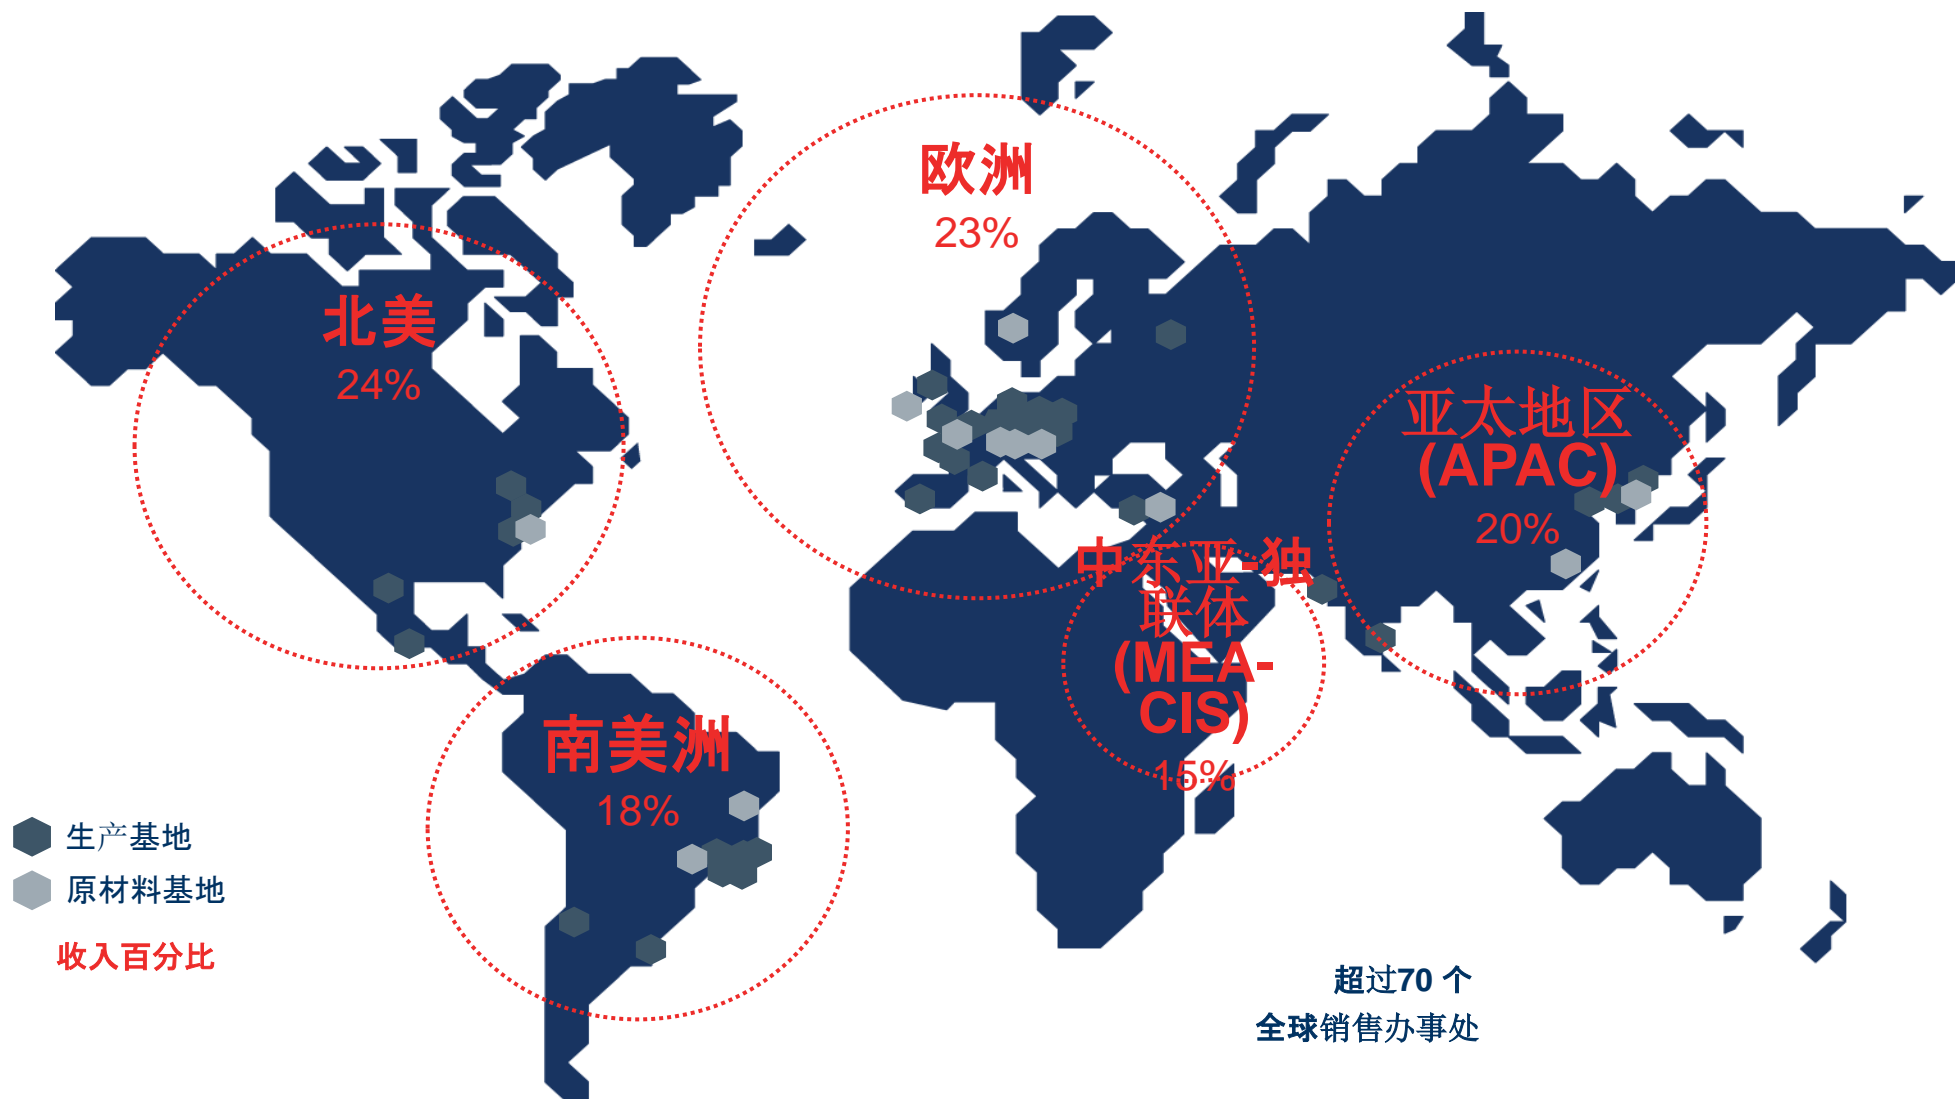 欧洲
23%
北美
24%
亚太地区
(APAC)
20%
中东亚-独
联体
(MEA-
CIS)
15%
南美洲
18%
生产基地
原材料基地
收入百分比
超过70 个
全球销售办事处